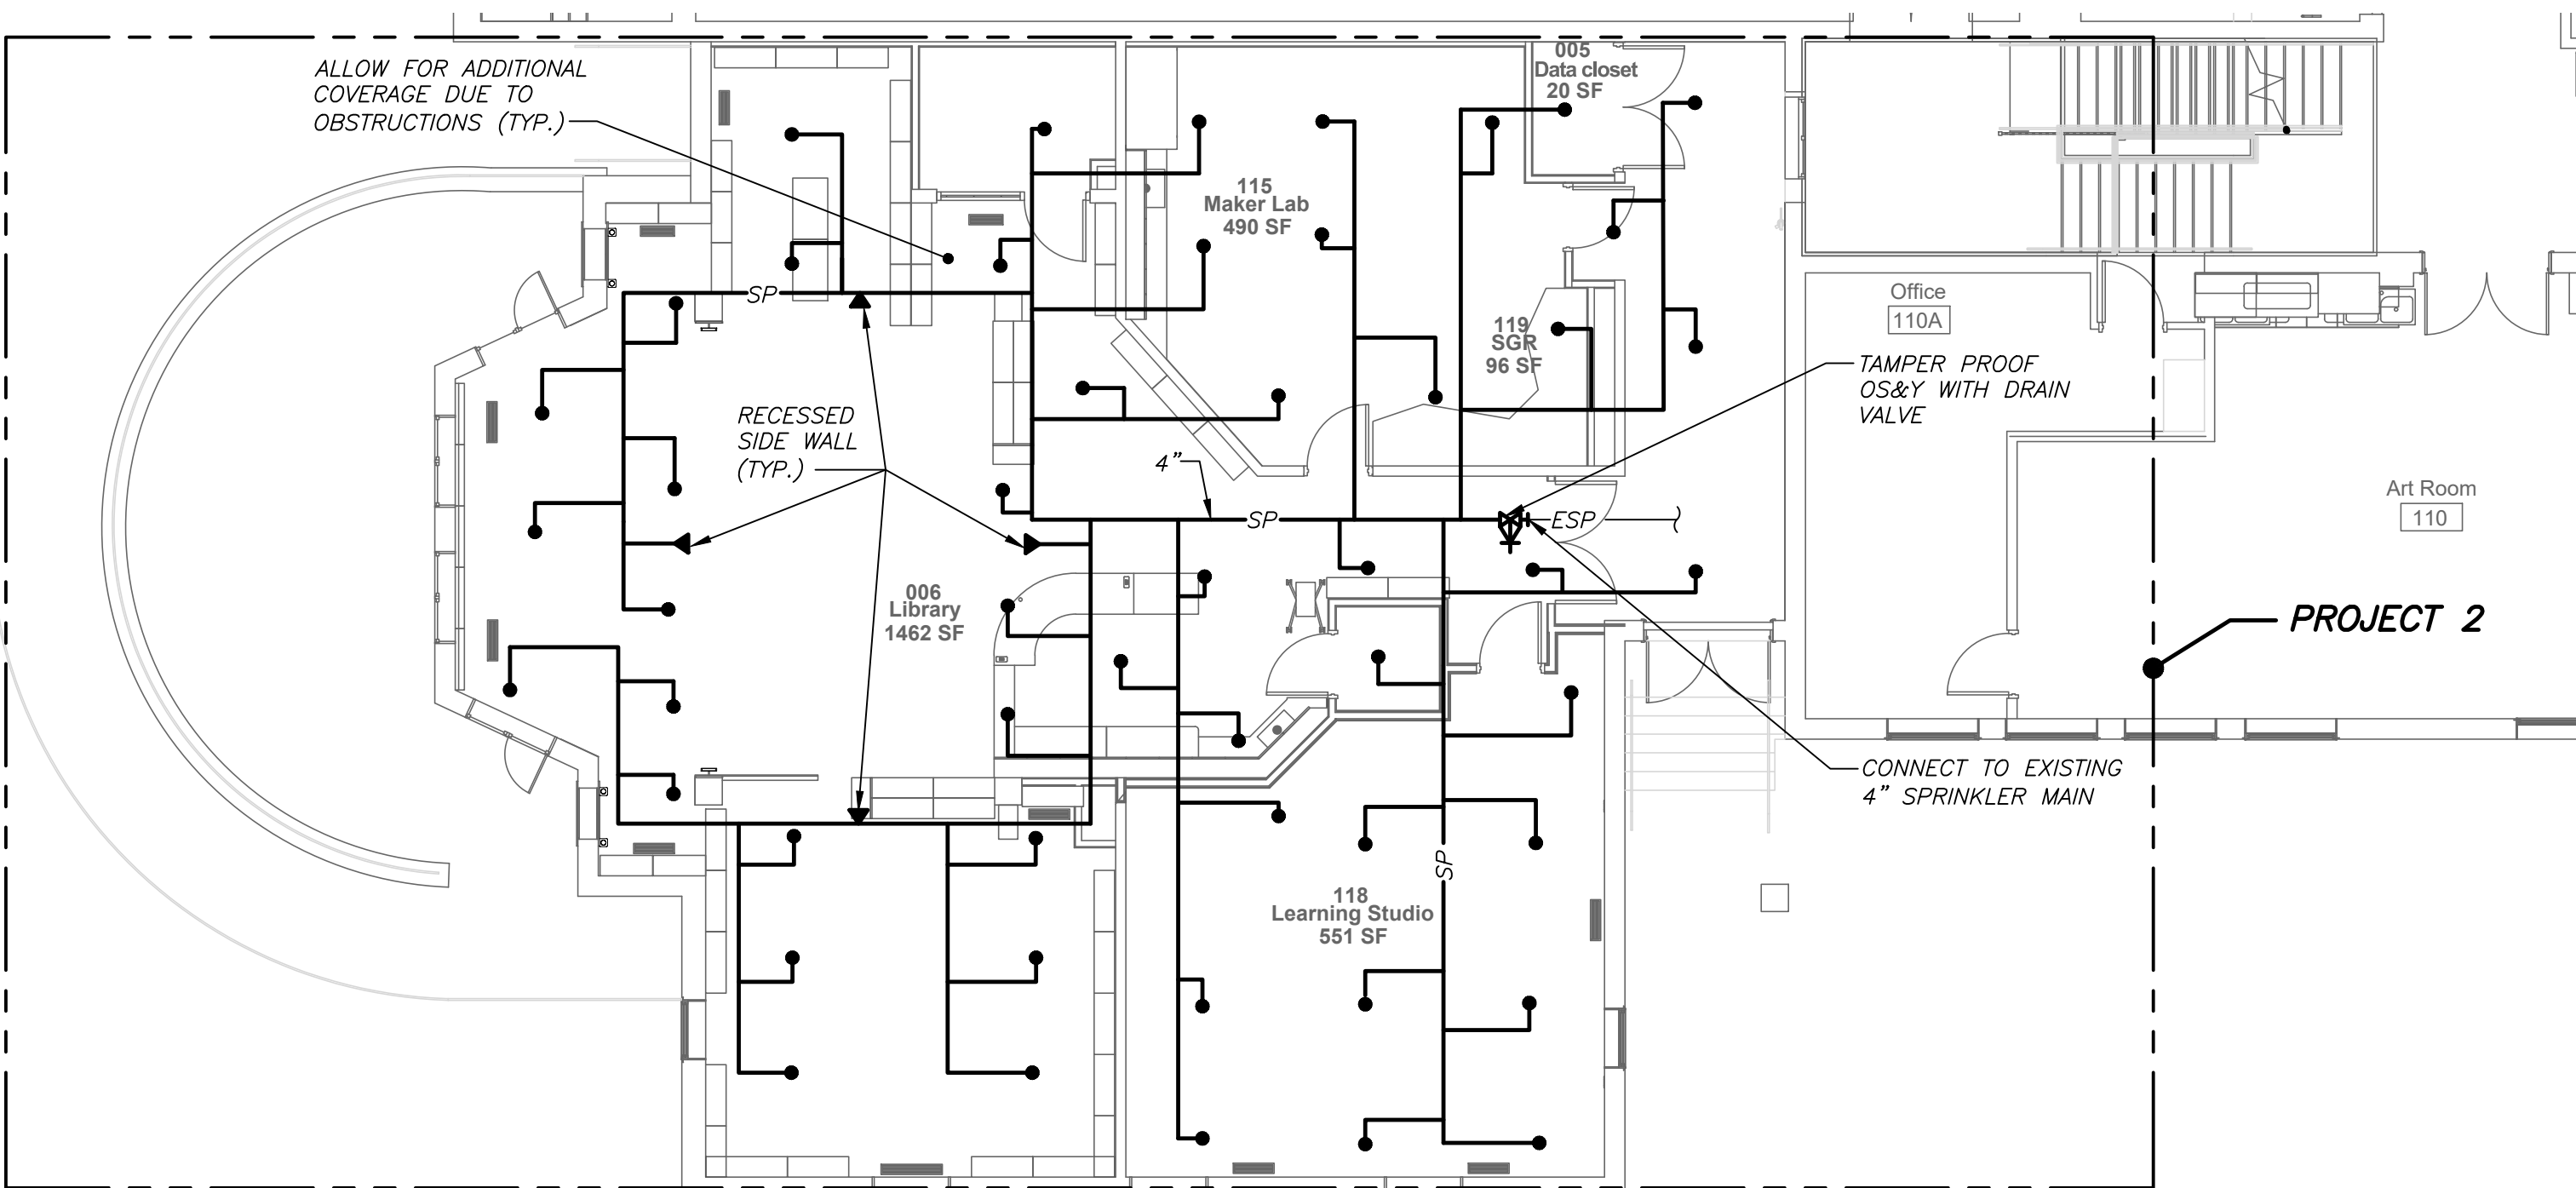 ALLOW FOR ADDITIONAL
COVERAGE DUE TO
OBSTRUCTIONS (TYP.)
005
Data closet
20 SF
115
Maker Lab
490 SF
SP
119
SGR
96 SF
Office
110A
TAMPER PROOF
OS&Y WITH DRAIN
VALVE
RECESSED
SIDE WALL
(TYP.)
4"
SP
ESP
Art Room
110
006
Library
1462 SF
PROJECT 2
CONNECT TO EXISTING
4" SPRINKLER MAIN
SP
118
Learning Studio
551 SF